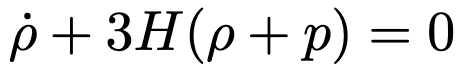 ρ̇ + 3H(ρ + p) = 0